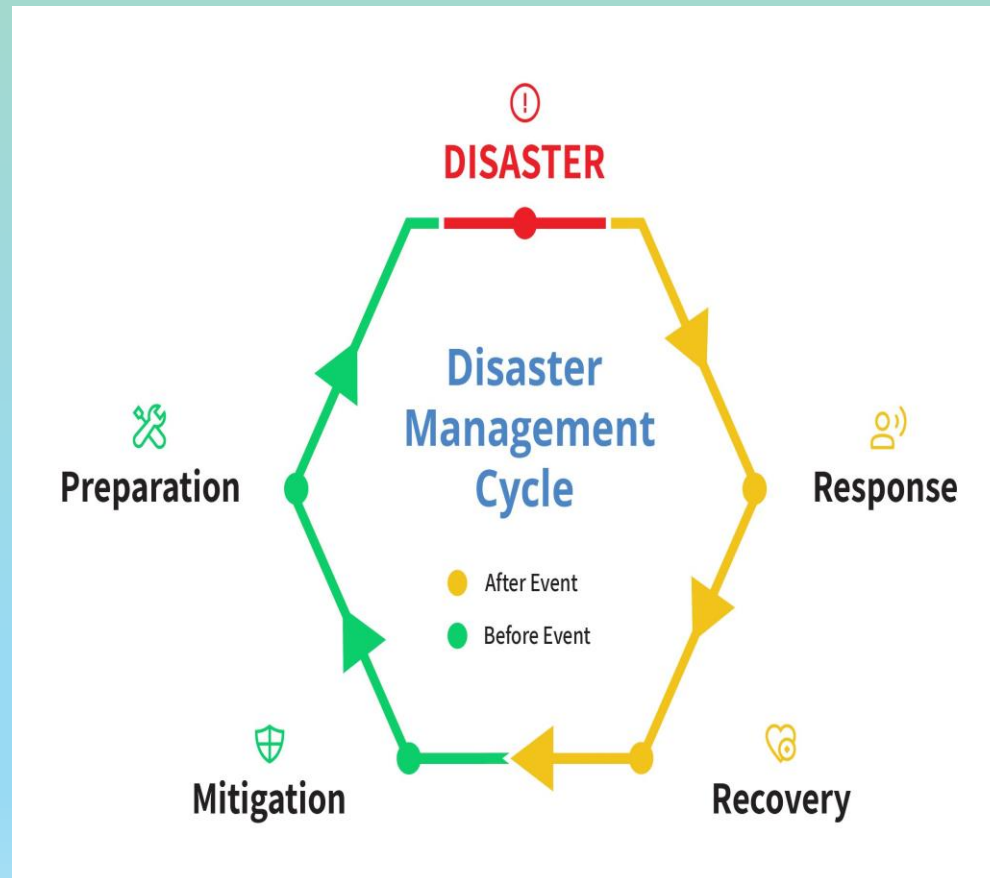 DISASTER
Disaster
Management
Cycle
Preparation
Response
After Event
Before Event
Mitigation
Recovery